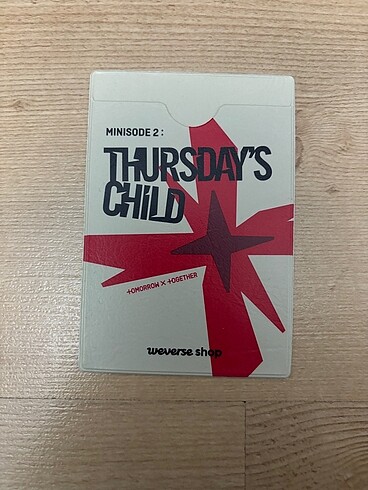 MINISODE 2 :
THURSDAY'S
CHILD
TOMORROW X TOGETHER
weverse shop